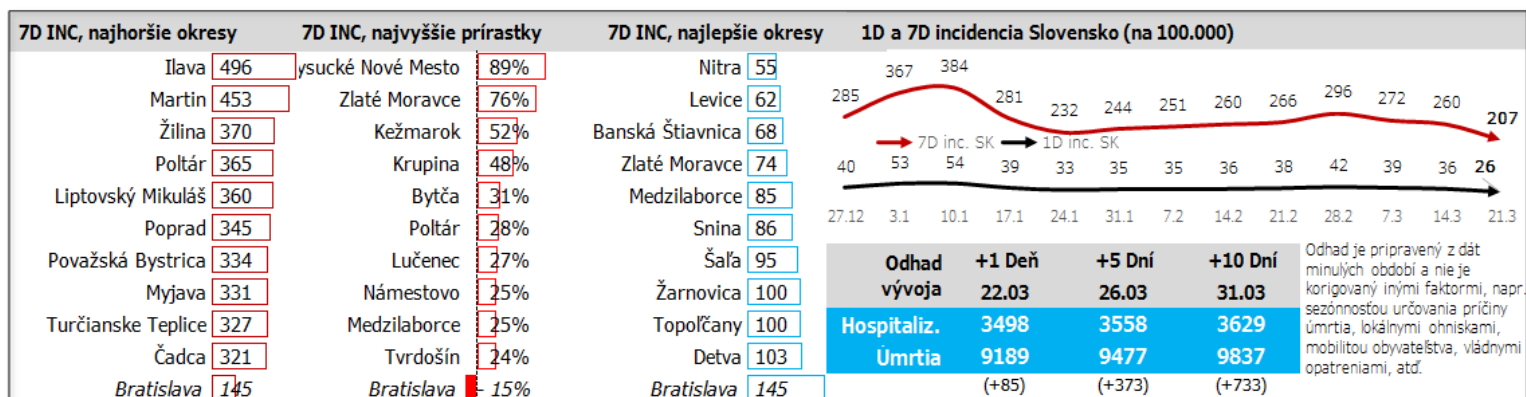 7D INC, najhoršie okresy
Ilava 496
Martin 453
Žilina 370
Poltár 365
Liptovský Mikuláš 360
Poprad 345
Považská Bystrica 334
Myjava 331
Turčianske Teplice 327
Čadca 321
Bratislava 145
7D INC, najvyššie prírastky
ysucké Nové Mesto 89%
Zlaté Moravce 76%
Kežmarok 52%
Krupina 48%
Bytča 31%
Poltár 28%
Lučenec 27%
Námestovo 25%
Medzilaborce 25%
Tvrdošín 24%
Bratislava - 15%
7D INC, najlepšie okresy
Nitra 55
Levice 62
Banská Štiavnica 68
Zlaté Moravce 74
Medzilaborce 85
Snina 86
Šaľa 95
Žarnovica 100
Topoľčany 100
Detva 103
Bratislava 145
1D a 7D incidencia Slovensko (na 100.000)
285 367 384 281 232 244 251 260 266 296 272 260 207
7D inc. SK 1D inc. SK
40 53 54 39 33 35 35 36 38 42 39 36 26
27.12 3.1 10.1 17.1 24.1 31.1 7.2 14.2 21.2 28.2 7.3 14.3 21.3
Odhad +1 Deň +5 Dní +10 Dní
vývoja 22.03 26.03 31.03
Hospitaliz. 3498 3558 3629
Úmrtia 9189 9477 9837
(+85) (+373) (+733)
Odhad je pripravený z dát
minulých období a nie je
korigovaný inými faktormi, napr.
sezónnosťou určovania príčiny
úmrtia, lokálnymi ohniskami,
mobilitou obyvateľstva, vládnymi
opatreniami, atď.